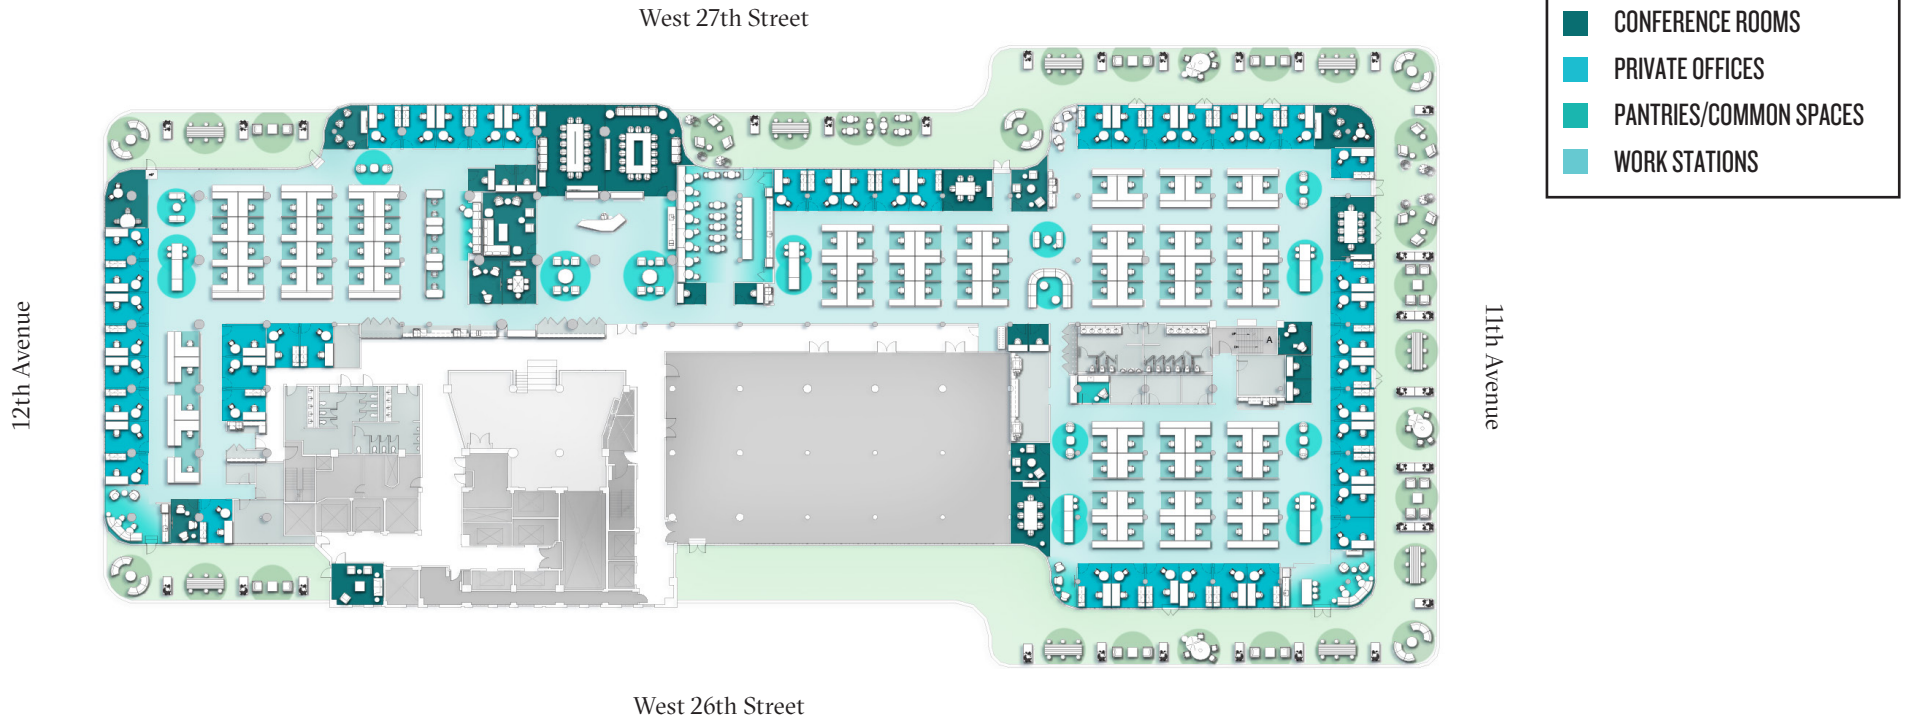 West 27th Street
CONFERENCE ROOMS
PRIVATE OFFICES
PANTRIES/COMMON SPACES
WORK STATIONS
12th Avenue
11th Avenue
A
West 26th Street